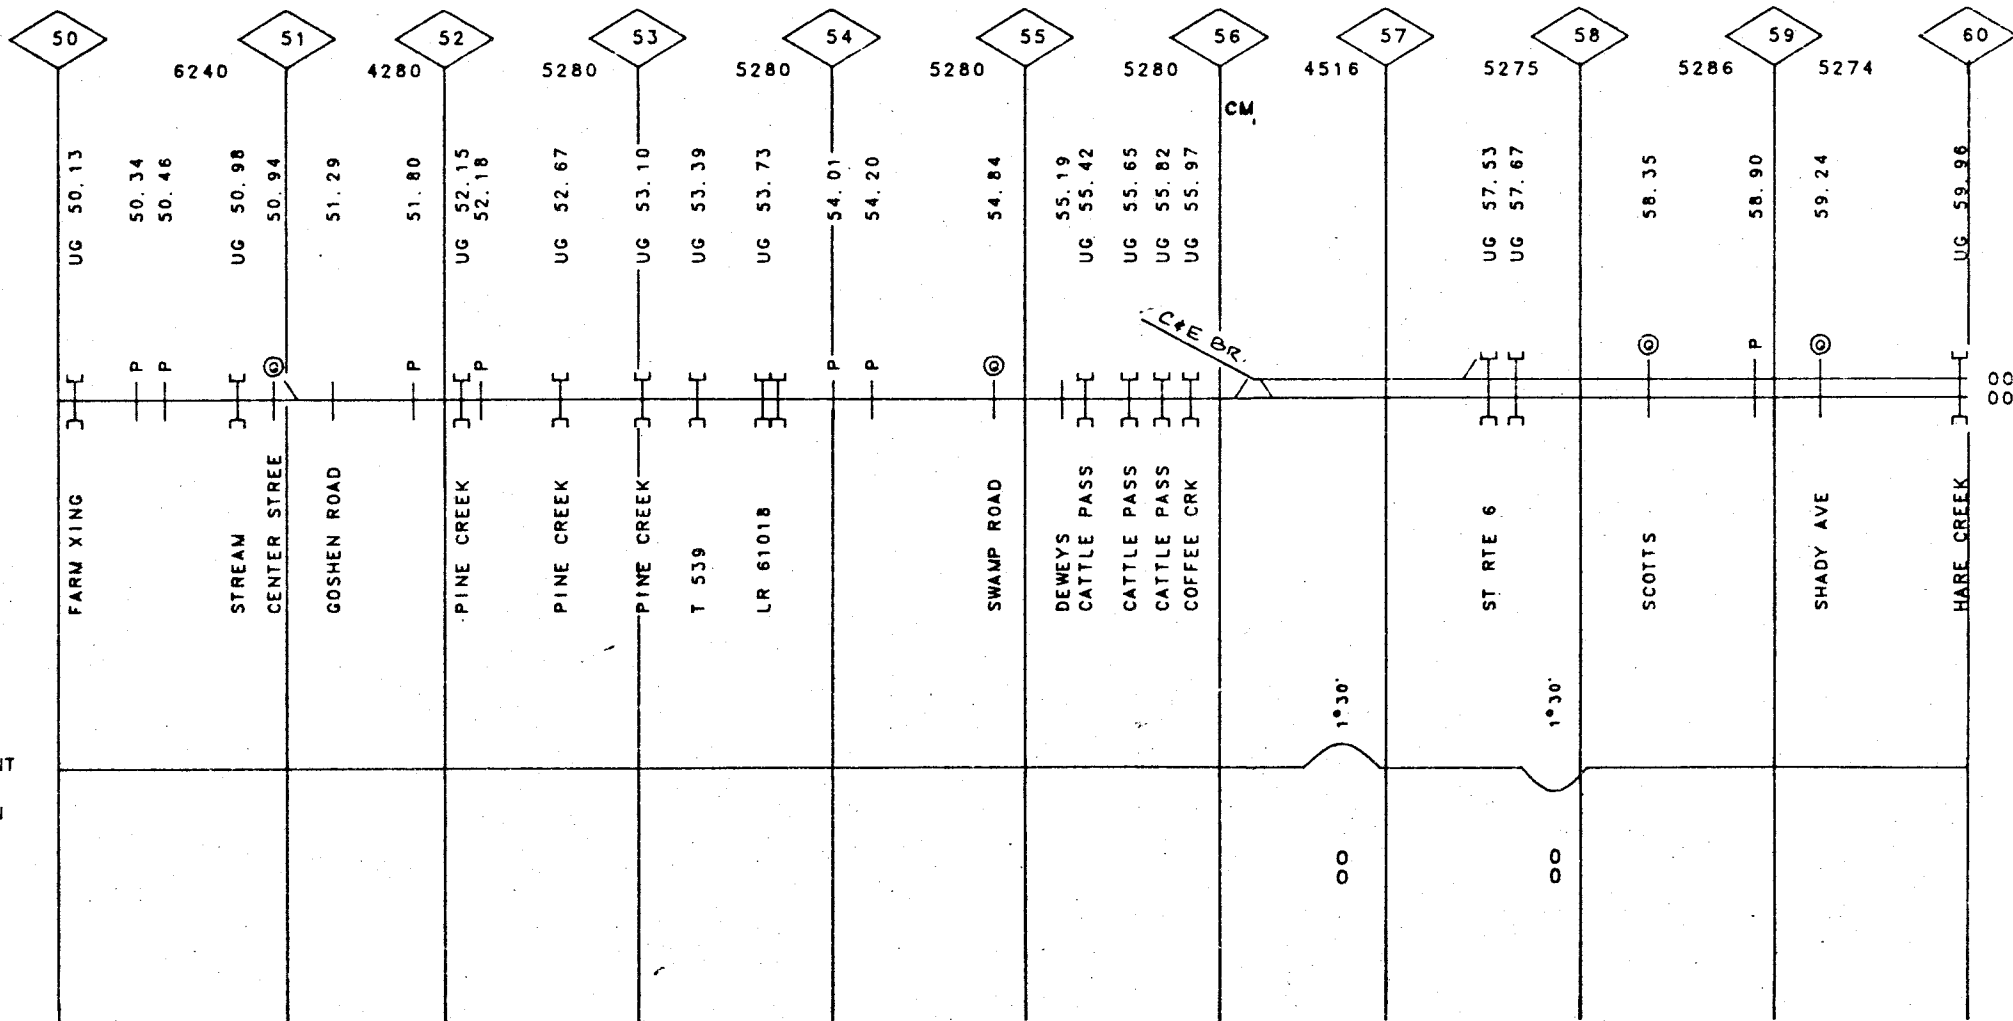 50 51 52 53 54 55 56 57 58 59 60
6240 4280 5280 5280 5280 5280 4516 5275 5286 5274
CM
UG 50.13
50.34
50.46
UG 50.98
50.94
51.29
51.80
UG 52.15
52.18
UG 52.67
UG 53.10
UG 53.39
UG 53.73
54.01
54.20
54.84
55.19
UG 55.42
UG 55.65
UG 55.82
UG 55.97
UG 57.53
UG 57.67
58.35
58.90
59.24
UG 59.96
C&E BR.
P P G P P P P G G P G
00
00
FARM XING
STREAM
CENTER STREE
GOSHEN ROAD
PINE CREEK
PINE CREEK
PINE CREEK
T 539
LR 61018
SWAMP ROAD
DEWEYS
CATTLE PASS
CATTLE PASS
CATTLE PASS
COFFEE CRK
ST RTE 6
SCOTTS
SHADY AVE
HARE CREEK
1°30'
1°30'
NT
N
00
00